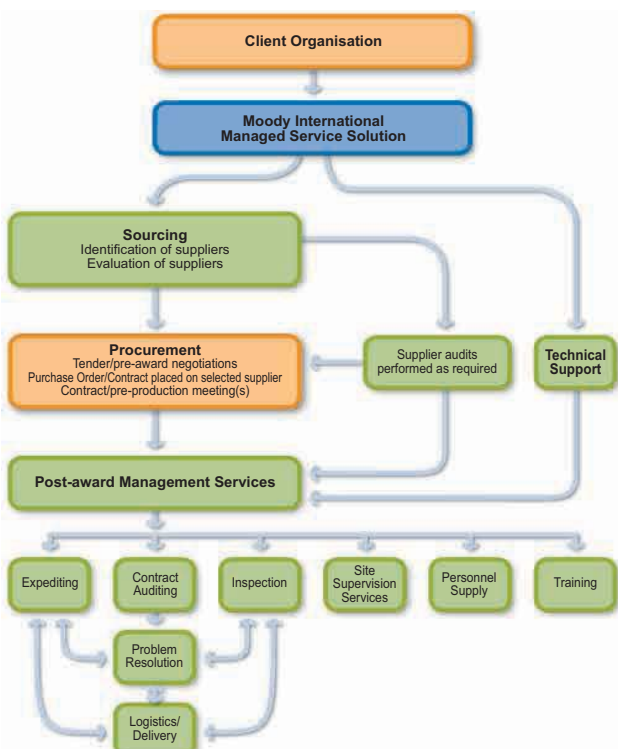 Client Organisation
Moody International
Managed Service Solution
Sourcing
Identification of suppliers
Evaluation of suppliers
Procurement
Tender/pre-award negotiations
Purchase Order/Contract placed on selected supplier
Contract/pre-production meeting(s)
Supplier audits
performed as required
Technical
Support
Post-award Management Services
Expediting
Contract
Auditing
Inspection
Site
Supervision
Services
Personnel
Supply
Training
Problem
Resolution
Logistics/
Delivery